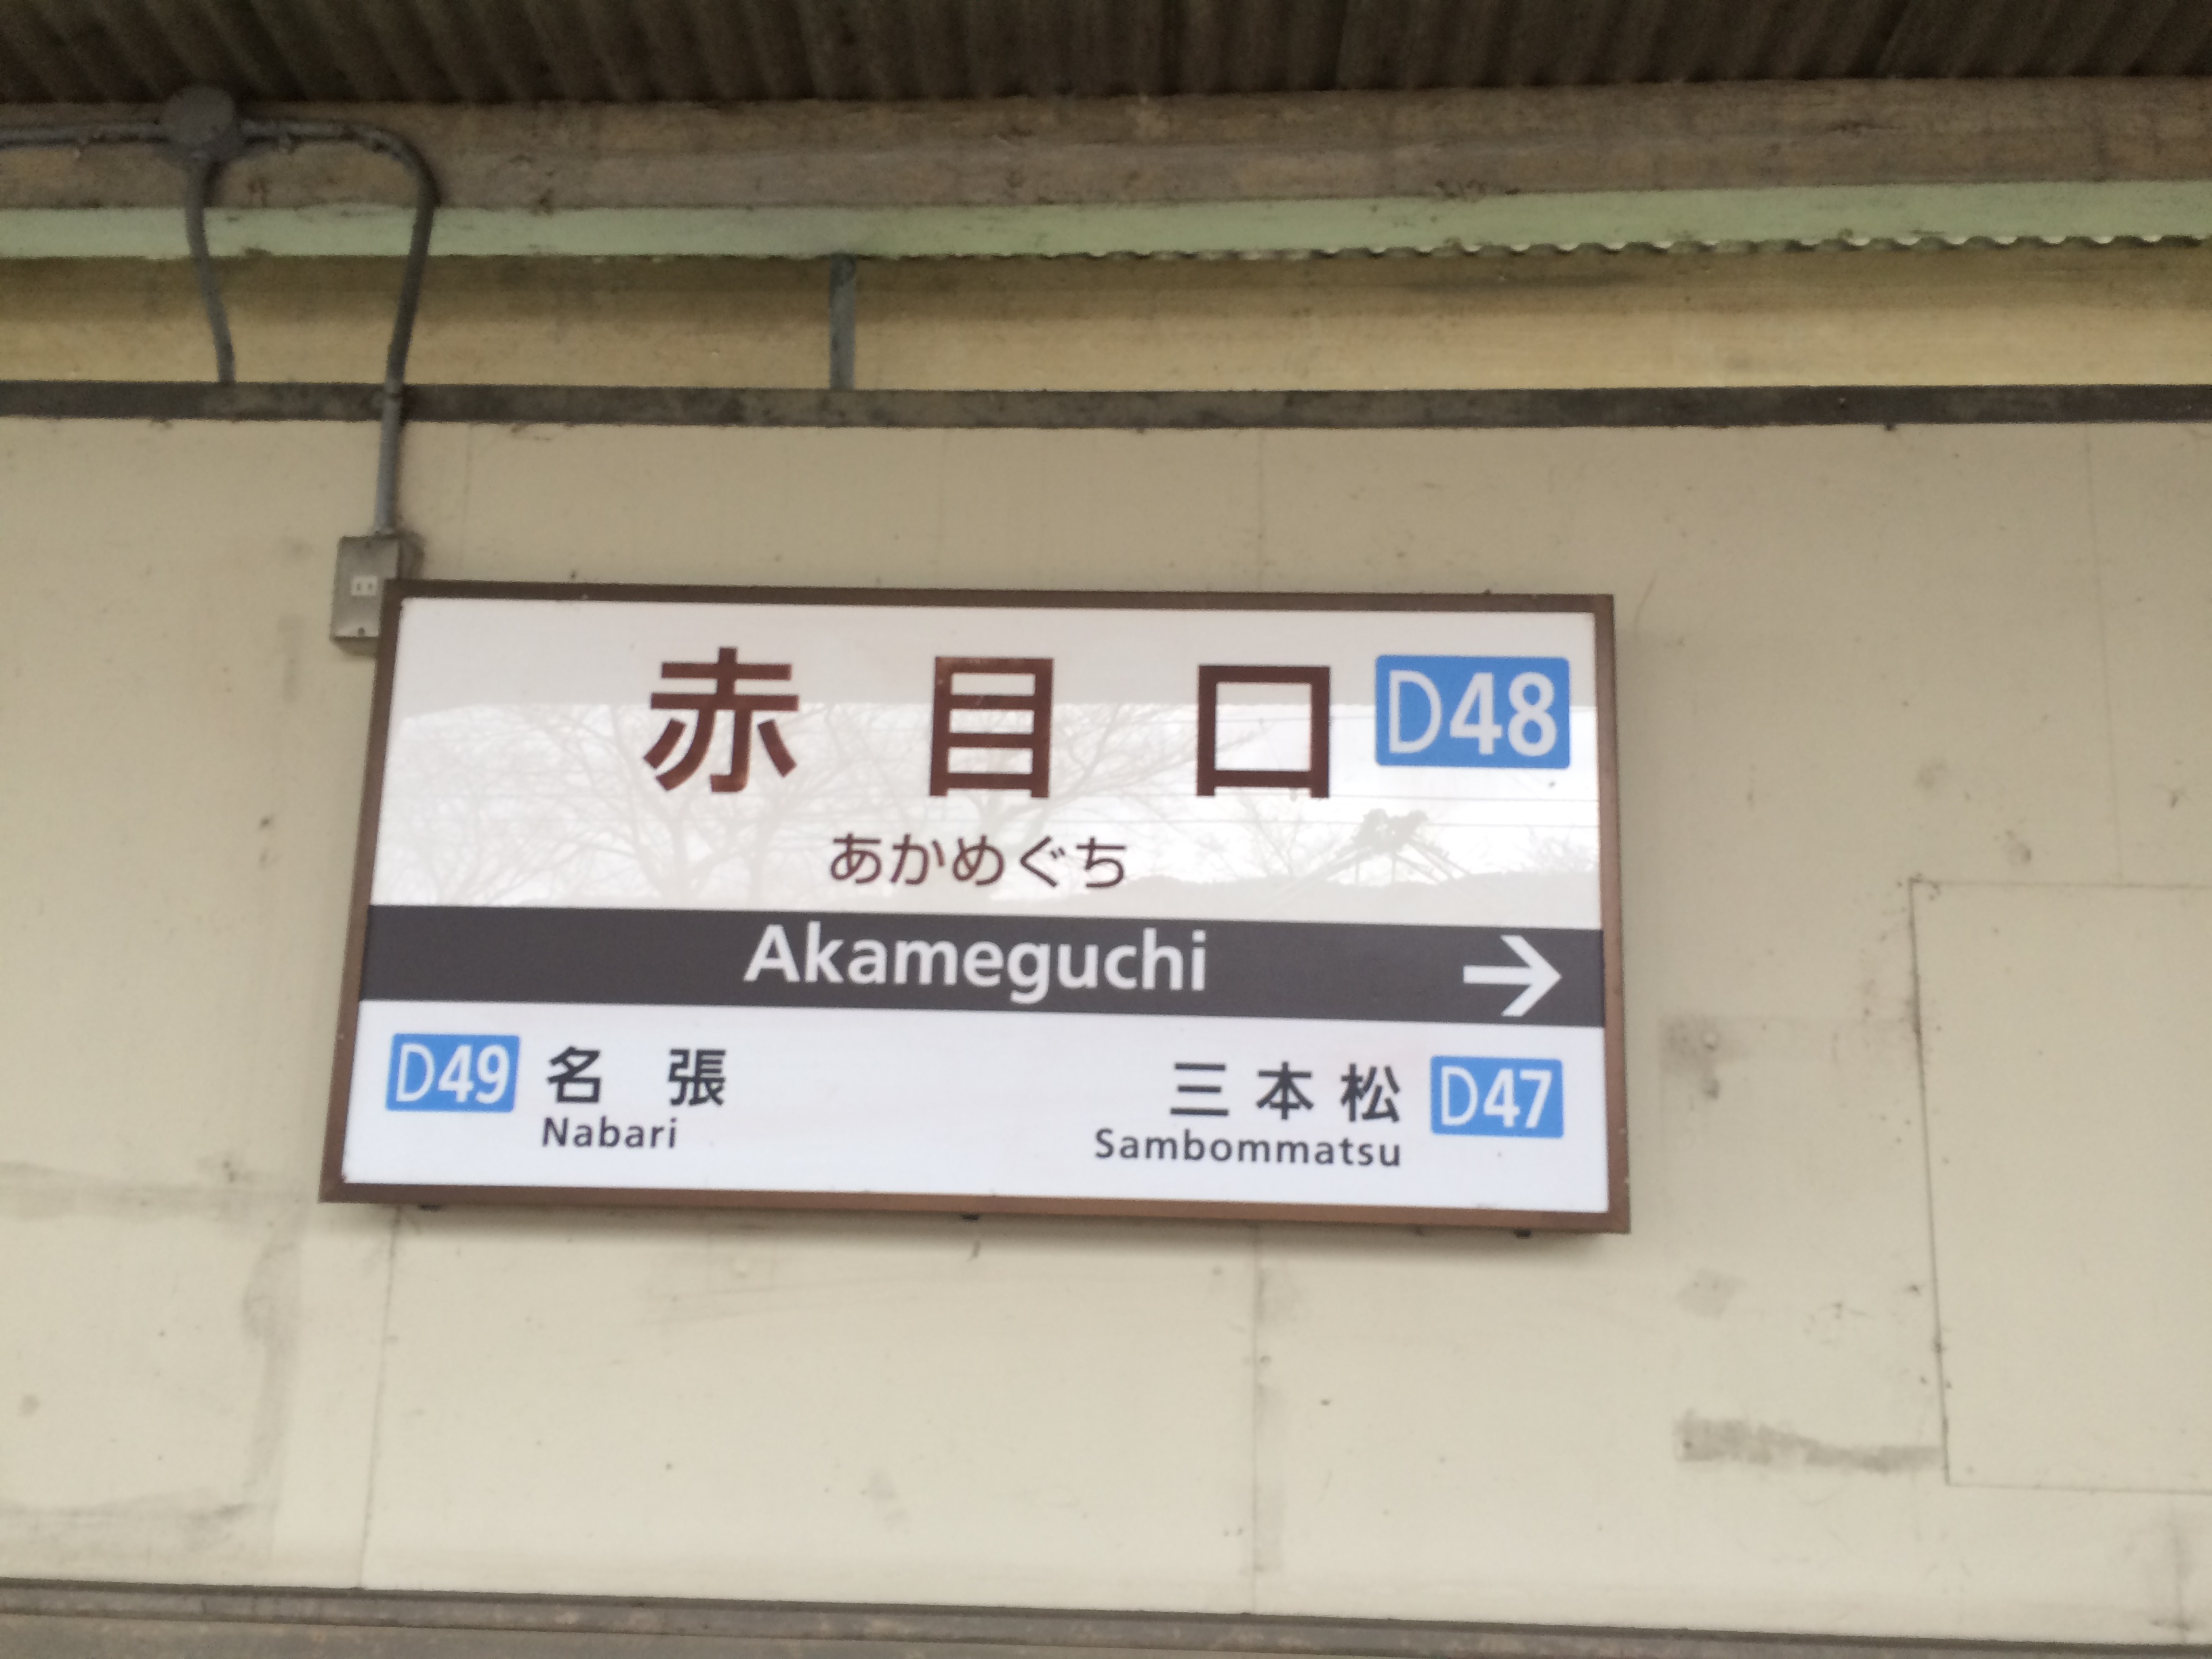 赤目口 D48
あかめぐち
Akameguchi →
D49 名張 三本松 D47
Nabari Sambommatsu